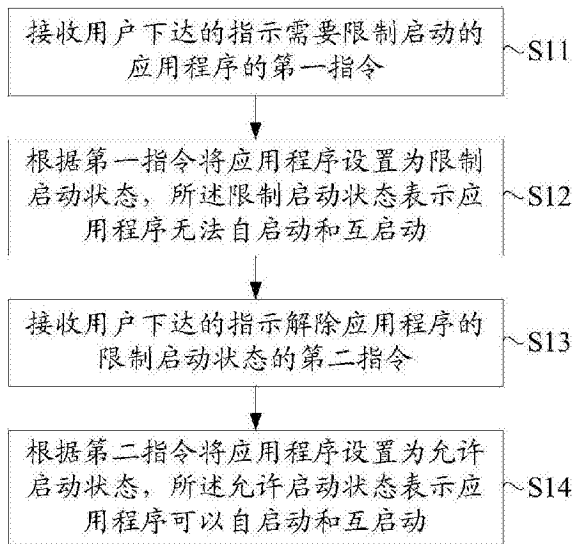 接收用户下达的指示需要限制启动的
应用程序的第一指令
S11
根据第一指令将应用程序设置为限制
启动状态，所述限制启动状态表示应
用程序无法自启动和互启动
S12
接收用户下达的指示解除应用程序的
限制启动状态的第二指令
S13
根据第二指令将应用程序设置为允许
启动状态，所述允许启动状态表示应
用程序可以自启动和互启动
S14